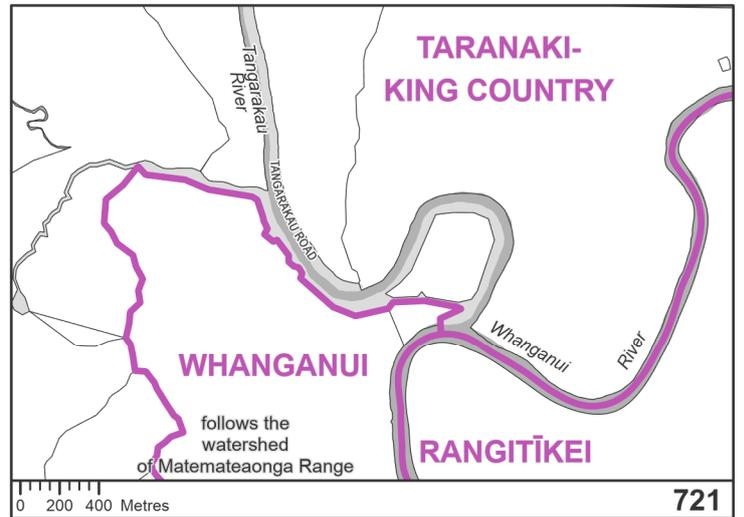 TARANAKI-
KING COUNTRY
Tangarakau
River
TANGARAKAU ROAD
WHANGANUI
Whanganui
River
follows the
watershed
of Matemateaonga Range
RANGITĪKEI
0 200 400 Metres
721